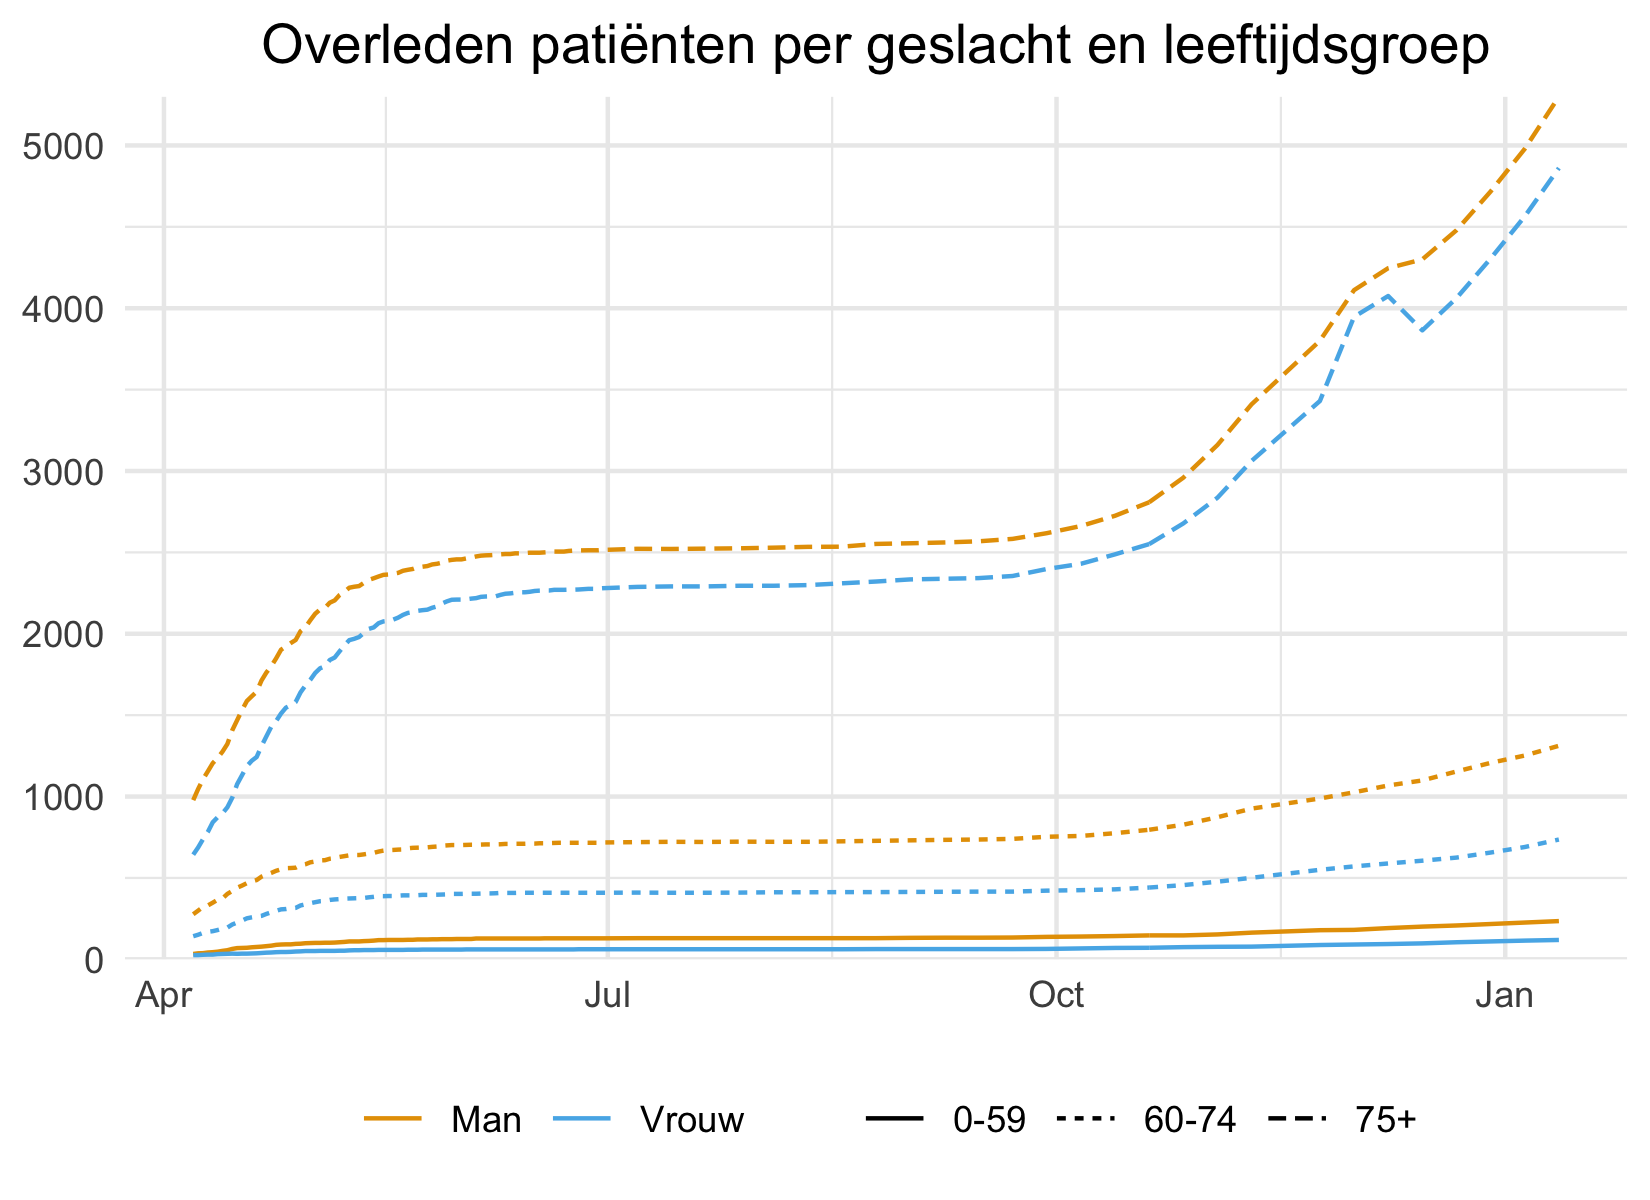 Overleden patiënten per geslacht en leeftijdsgroep
5000
4000
3000
2000
1000
0
Apr Jul Oct Jan
Man Vrouw 0-59 60-74 75+